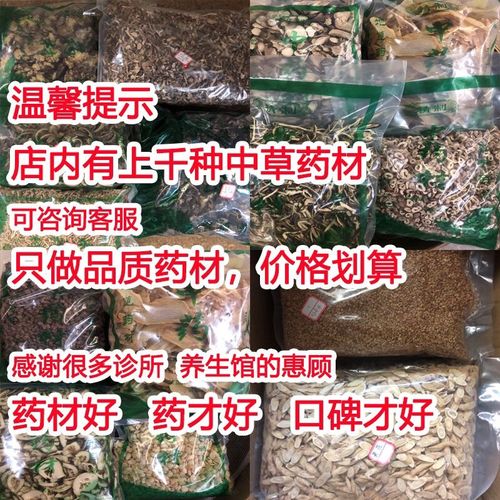 温馨提示
店内有上千种中草药材
可咨询客服
只做品质药材，价格划算
感谢很多诊所 养生馆的惠顾
药材好 药才好 口碑才好